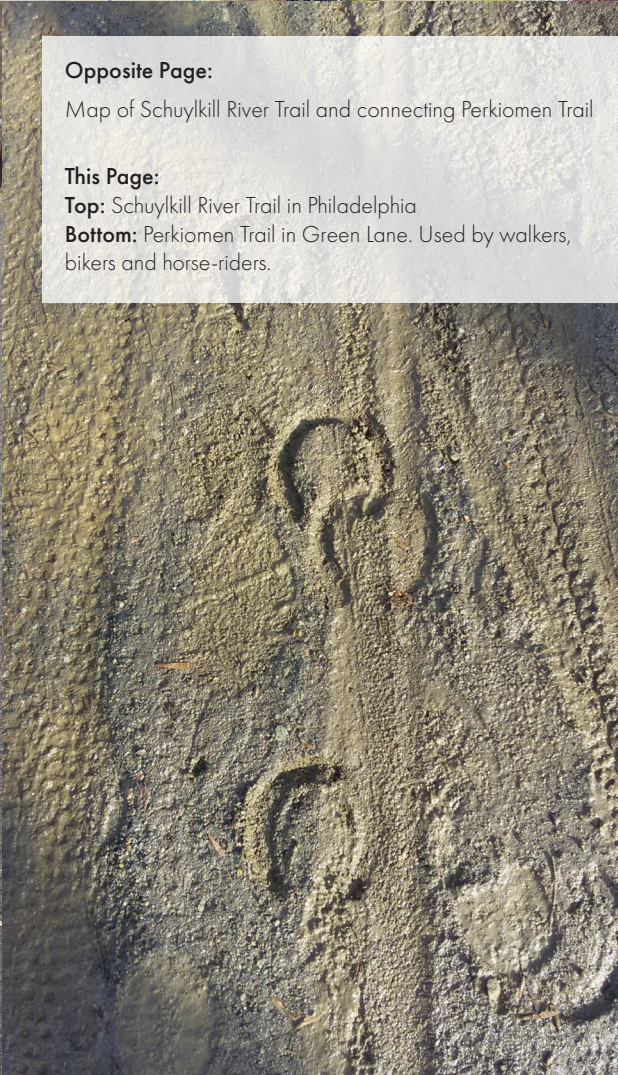 Opposite Page:
Map of Schuylkill River Trail and connecting Perkiomen Trail
This Page:
Top: Schuylkill River Trail in Philadelphia
Bottom: Perkiomen Trail in Green Lane. Used by walkers,
bikers and horse-riders.